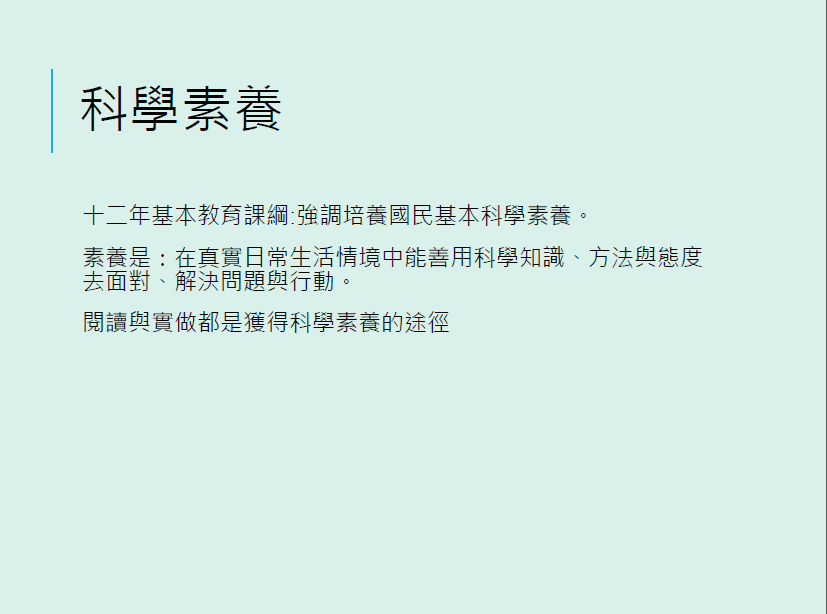 科學素養
十二年基本教育課綱:強調培養國民基本科學素養。
素養是：在真實日常生活情境中能善用科學知識、方法與態度
去面對、解決問題與行動。
閱讀與實做都是獲得科學素養的途徑